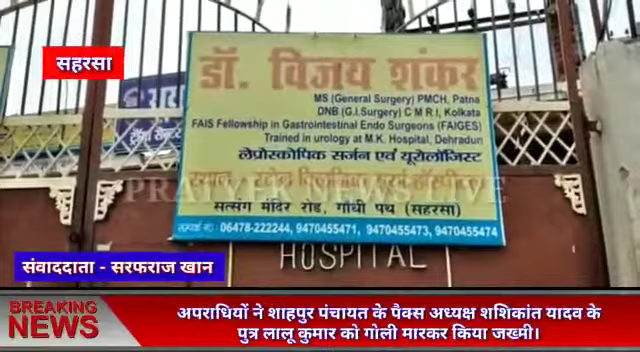 सहरसा
डॉ. विजय शंकर
MS (General Surgery) PMCH, Patna
DNB (G.I.Surgery) C M R I, Kolkata
FAIS Fellowship in Gastrointestinal Endo Surgeons (FAIGES)
Trained in urology at M.K. Hospital, Dehradun
लेप्रोस्कोपिक सर्जन एवं यूरोलॉजिस्ट
सत्संग मंदिर रोड, गाँधी पथ (सहरसा)
06478-222244, 9470455471, 9470455473, 9470455474
HOSPITAL
संवाददाता - सरफराज खान
BREAKING
NEWS
अपराधियों ने शाहपुर पंचायत के पैक्स अध्यक्ष शशिकांत यादव के
पुत्र लालू कुमार को गोली मारकर किया जख्मी।